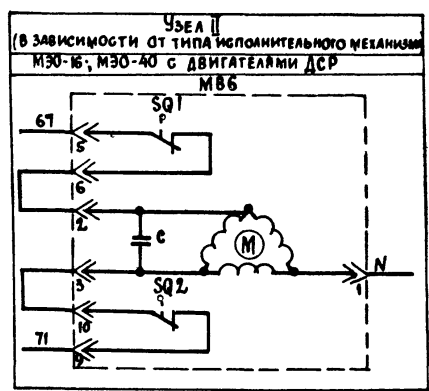 УЗЕЛ II
(В ЗАВИСИМОСТИ ОТ ТИПА ИСПОЛНИТЕЛЬНОГО МЕХАНИЗМА
МЭО-16-, МЭО-40 С ДВИГАТЕЛЯМИ ДСР
МВ6
SQ1
67
5
6
2
C
М
3
N
1
SQ2
10
71
9